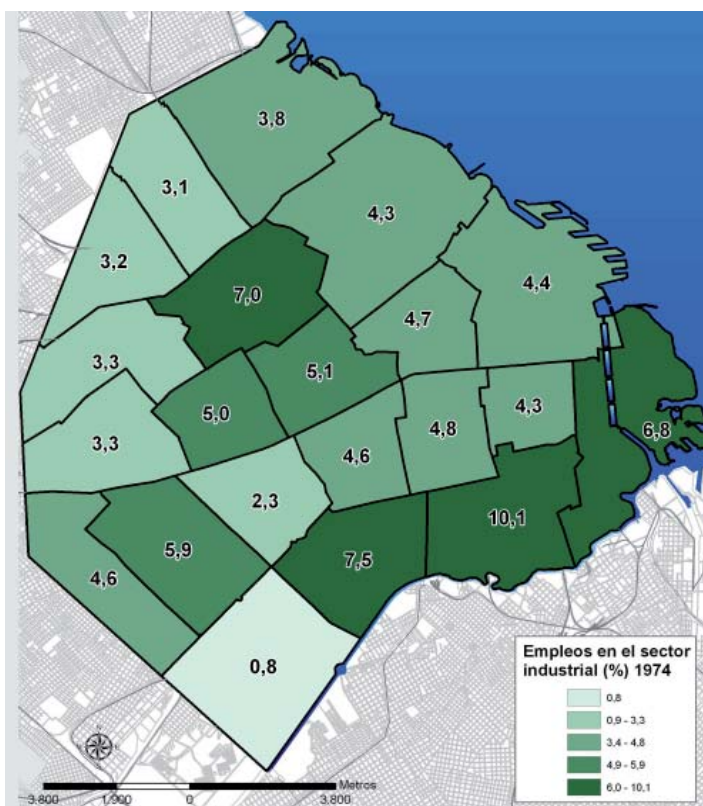 3,8
3,1
4,3
3,2
4,4
7,0
4,7
3,3
5,1
5,0
4,3
6,8
4,8
3,3
4,6
2,3
10,1
5,9
7,5
4,6
0,8
Empleos en el sector
industrial (%) 1974
0,8
0,9 - 3,3
3,4 - 4,8
4,9 - 5,9
6,0 - 10,1
Metros
3.800 1.900 0 3.800